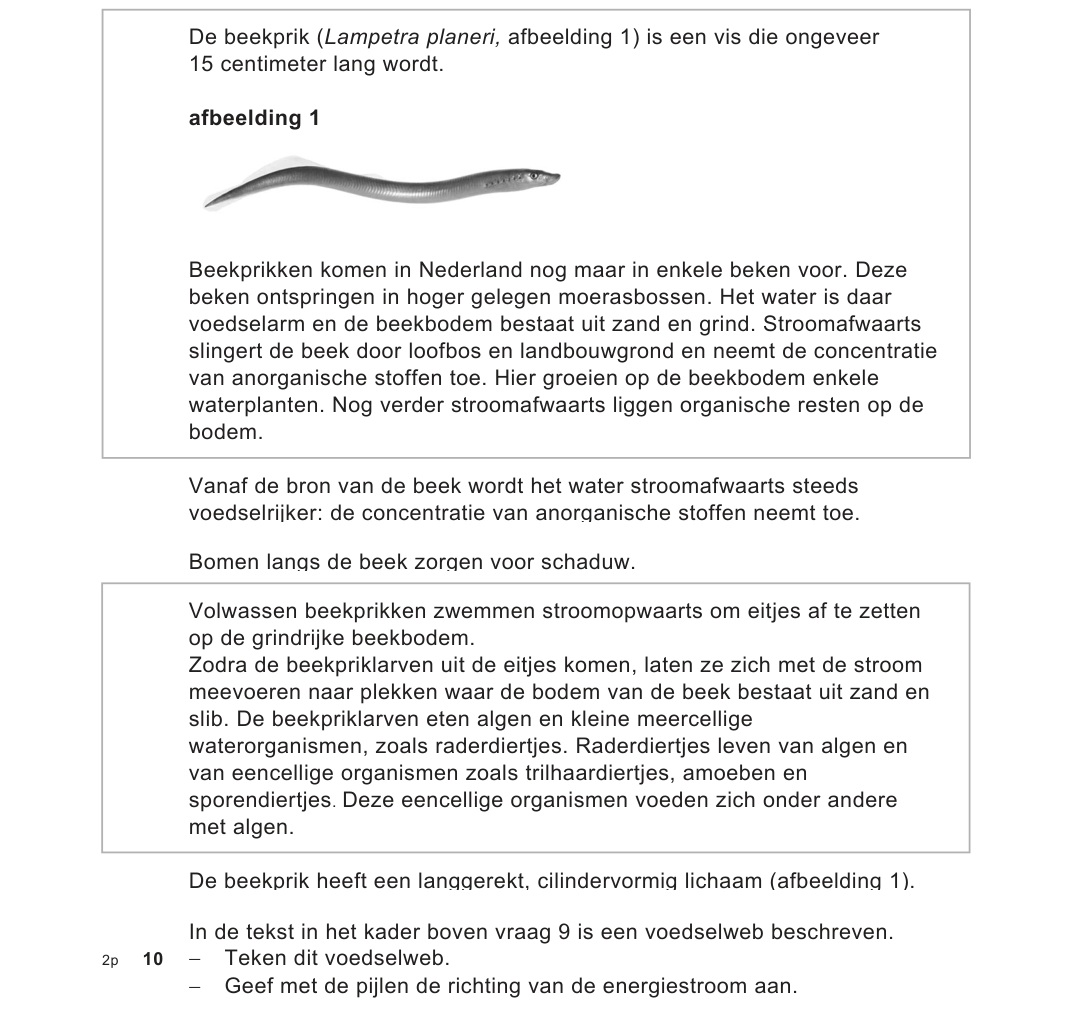 De beekprik (Lampetra planeri, afbeelding 1) is een vis die ongeveer
15 centimeter lang wordt.
afbeelding 1
Beekprikken komen in Nederland nog maar in enkele beken voor. Deze
beken ontspringen in hoger gelegen moerasbossen. Het water is daar
voedselarm en de beekbodem bestaat uit zand en grind. Stroomafwaarts
slingert de beek door loofbos en landbouwgrond en neemt de concentratie
van anorganische stoffen toe. Hier groeien op de beekbodem enkele
waterplanten. Nog verder stroomafwaarts liggen organische resten op de
bodem.
Vanaf de bron van de beek wordt het water stroomafwaarts steeds
voedselrijker: de concentratie van anorganische stoffen neemt toe.
Bomen langs de beek zorgen voor schaduw.
Volwassen beekprikken zwemmen stroomopwaarts om eitjes af te zetten
op de grindrijke beekbodem.
Zodra de beekpriklarven uit de eitjes komen, laten ze zich met de stroom
meevoeren naar plekken waar de bodem van de beek bestaat uit zand en
slib. De beekpriklarven eten algen en kleine meercellige
waterorganismen, zoals raderdiertjes. Raderdiertjes leven van algen en
van eencellige organismen zoals trilhaardiertjes, amoeben en
sporendiertjes. Deze eencellige organismen voeden zich onder andere
met algen.
De beekprik heeft een langgerekt, cilindervormig lichaam (afbeelding 1).
In de tekst in het kader boven vraag 9 is een voedselweb beschreven.
2p 10 – Teken dit voedselweb.
– Geef met de pijlen de richting van de energiestroom aan.